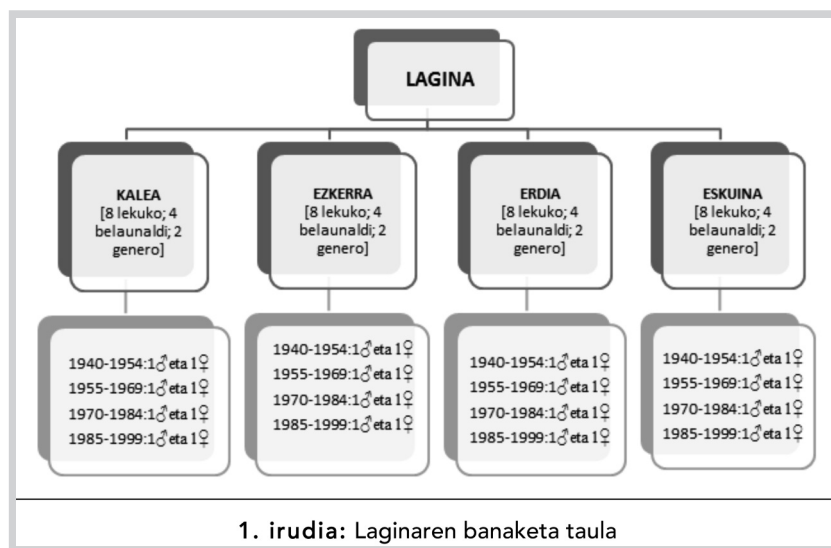 LAGINA
KALEA
[8 lekuko; 4
belaunaldi; 2
genero]
EZKERRA
[8 lekuko; 4
belaunaldi; 2
genero]
ERDIA
[8 lekuko; 4
belaunaldi; 2
genero]
ESKUINA
[8 lekuko; 4
belaunaldi; 2
genero]
1940-1954:1♂eta 1♀
1955-1969:1♂eta 1♀
1970-1984:1♂eta 1♀
1985-1999:1♂eta 1♀
1940-1954:1♂eta 1♀
1955-1969:1♂eta 1♀
1970-1984:1♂eta 1♀
1985-1999:1♂eta 1♀
1940-1954:1♂eta 1♀
1955-1969:1♂eta 1♀
1970-1984:1♂eta 1♀
1985-1999:1♂eta 1♀
1940-1954:1♂eta 1♀
1955-1969:1♂eta 1♀
1970-1984:1♂eta 1♀
1985-1999:1♂eta 1♀
1. irudia: Laginaren banaketa taula